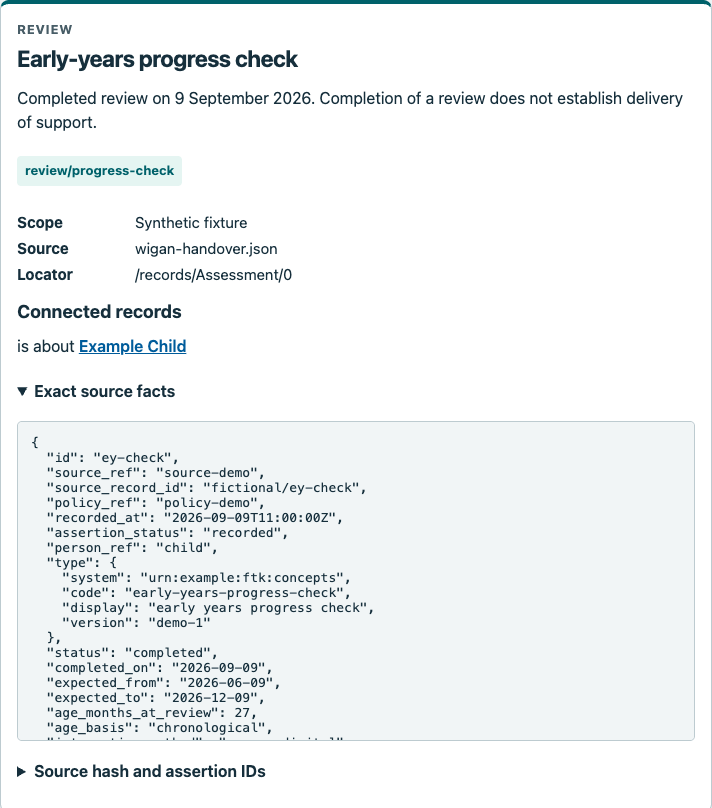 REVIEW
Early-years progress check
Completed review on 9 September 2026. Completion of a review does not establish delivery
of support.
review/progress-check
Scope Synthetic fixture
Source wigan-handover.json
Locator /records/Assessment/0
Connected records
is about Example Child
▼ Exact source facts
{
  "id": "ey-check",
  "source_ref": "source-demo",
  "source_record_id": "fictional/ey-check",
  "policy_ref": "policy-demo",
  "recorded_at": "2026-09-09T11:00:00Z",
  "assertion_status": "recorded",
  "person_ref": "child",
  "type": {
    "system": "urn:example:ftk:concepts",
    "code": "early-years-progress-check",
    "display": "early years progress check",
    "version": "demo-1"
  },
  "status": "completed",
  "completed_on": "2026-09-09",
  "expected_from": "2026-06-09",
  "expected_to": "2026-12-09",
  "age_months_at_review": 27,
  "age_basis": "chronological",
▶ Source hash and assertion IDs